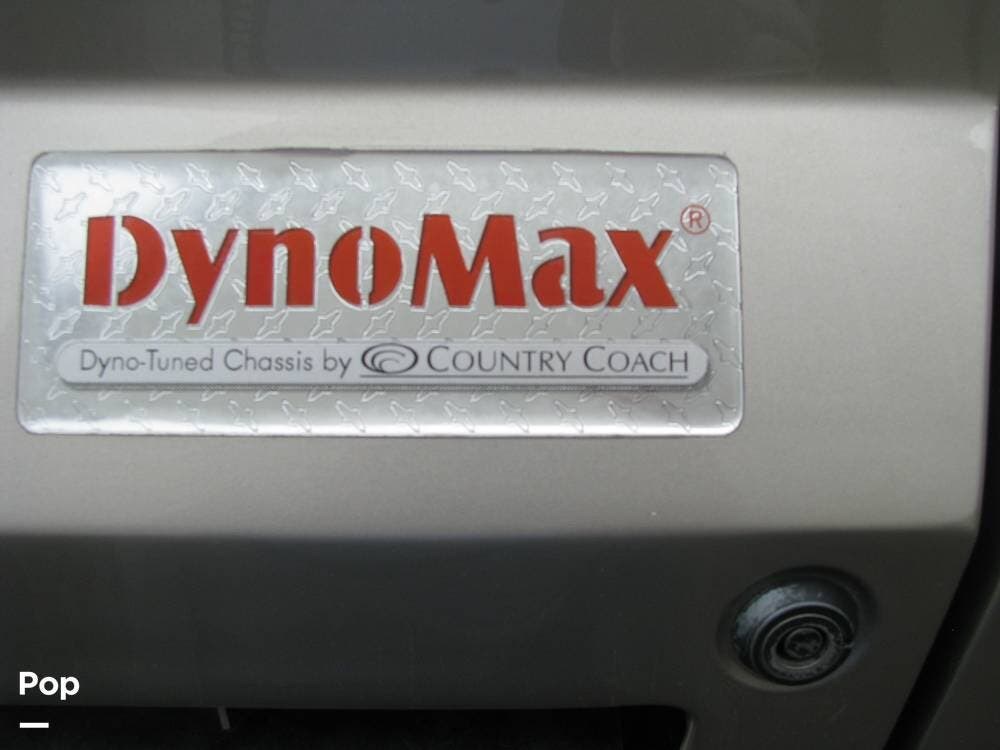 DynoMax®
Dyno-Tuned Chassis by COUNTRY COACH
Pop